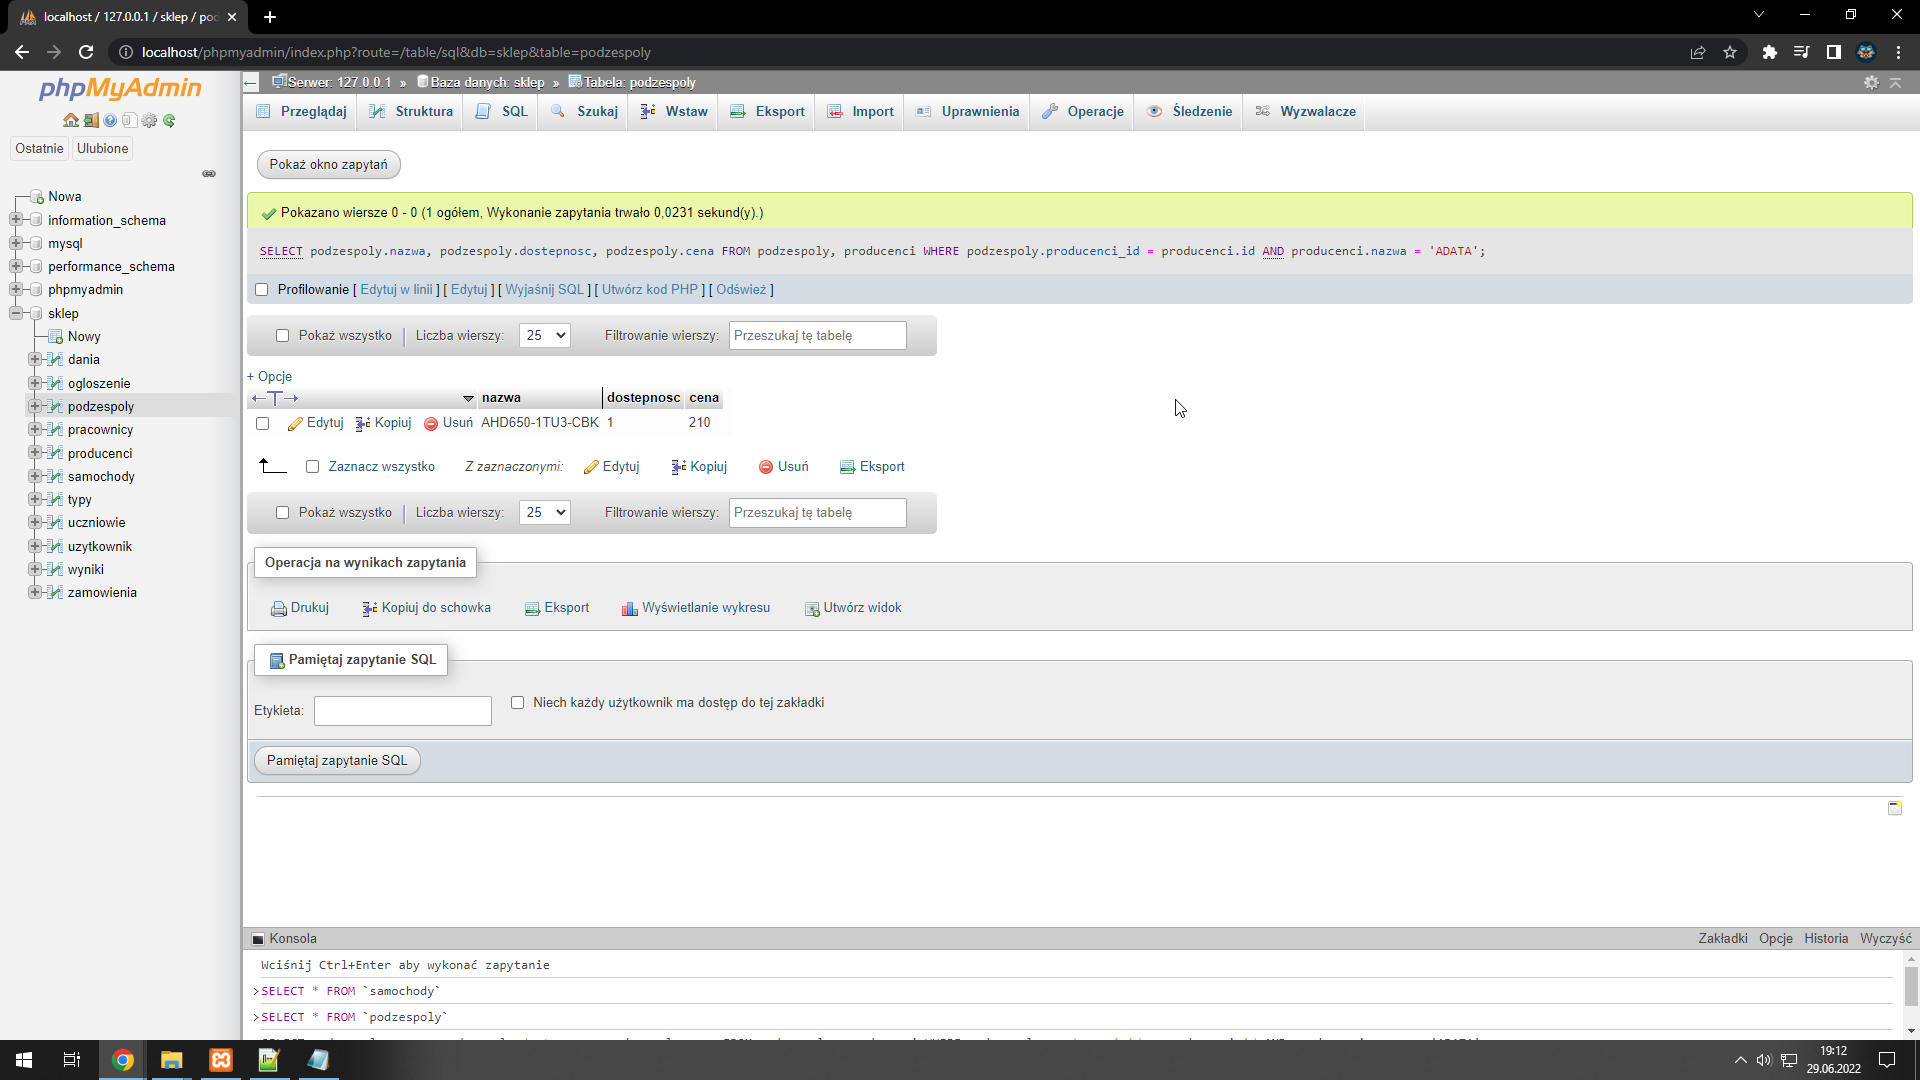 localhost / 127.0.0.1 / sklep / pod
localhost/phpmyadmin/index.php?route=/table/sql&db=sklep&table=podzespoly
phpMyAdmin
Ostatnie Ulubione
Nowa
information_schema
mysql
performance_schema
phpmyadmin
sklep
Nowy
dania
ogloszenie
podzespoly
pracownicy
producenci
samochody
typy
uczniowie
uzytkownik
wyniki
zamowienia
Serwer: 127.0.0.1 » Baza danych: sklep » Tabela: podzespoly
Przeglądaj Struktura SQL Szukaj Wstaw Eksport Import Uprawnienia Operacje Śledzenie Wyzwalacze
Pokaż okno zapytań
Pokazano wiersze 0 - 0 (1 ogółem, Wykonanie zapytania trwało 0,0231 sekund(y).)
SELECT podzespoly.nazwa, podzespoly.dostepnosc, podzespoly.cena FROM podzespoly, producenci WHERE podzespoly.producenci_id = producenci.id AND producenci.nazwa = 'ADATA';
Profilowanie [ Edytuj w linii ] [ Edytuj ] [ Wyjaśnij SQL ] [ Utwórz kod PHP ] [ Odśwież ]
Pokaż wszystko Liczba wierszy: 25 Filtrowanie wierszy: Przeszukaj tę tabelę
+ Opcje
nazwa dostepnosc cena
Edytuj Kopiuj Usuń AHD650-1TU3-CBK 1 210
Zaznacz wszystko Z zaznaczonymi: Edytuj Kopiuj Usuń Eksport
Pokaż wszystko Liczba wierszy: 25 Filtrowanie wierszy: Przeszukaj tę tabelę
Operacja na wynikach zapytania
Drukuj Kopiuj do schowka Eksport Wyświetlanie wykresu Utwórz widok
Pamiętaj zapytanie SQL
Etykieta: Niech każdy użytkownik ma dostęp do tej zakładki
Pamiętaj zapytanie SQL
Konsola Zakładki Opcje Historia Wyczyść
Wciśnij Ctrl+Enter aby wykonać zapytanie
>SELECT * FROM `samochody`
>SELECT * FROM `podzespoly`
19:12
29.06.2022